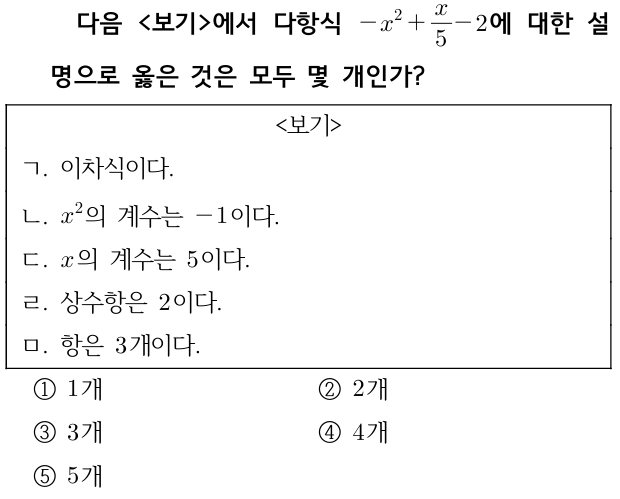 다음 <보기>에서 다항식 $-x^2+\frac{x}{5}-2$에 대한 설
명으로 옳은 것은 모두 몇 개인가?
<보기>
ㄱ. 이차식이다.
ㄴ. $x^2$의 계수는 $-1$이다.
ㄷ. $x$의 계수는 5이다.
ㄹ. 상수항은 2이다.
ㅁ. 항은 3개이다.
① 1개 ② 2개
③ 3개 ④ 4개
⑤ 5개